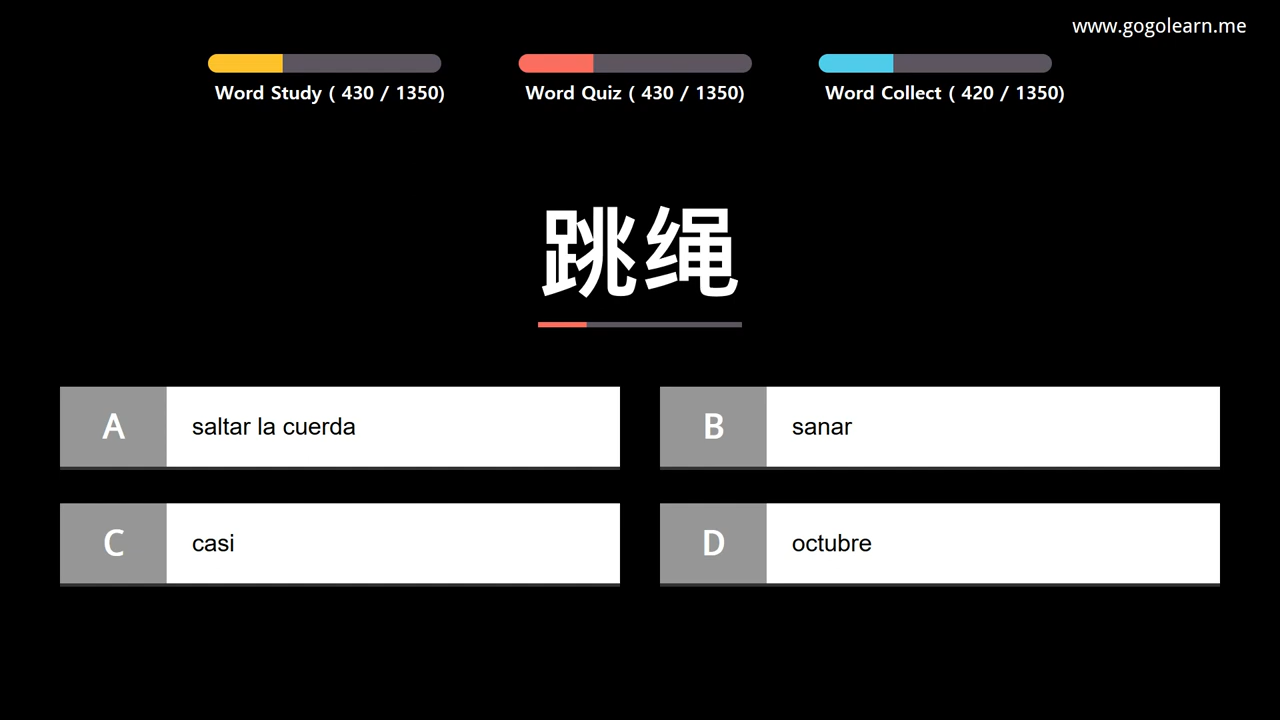 www.gogolearn.me
Word Study ( 430 / 1350)
Word Quiz ( 430 / 1350)
Word Collect ( 420 / 1350)
跳绳
A
saltar la cuerda
B
sanar
C
casi
D
octubre